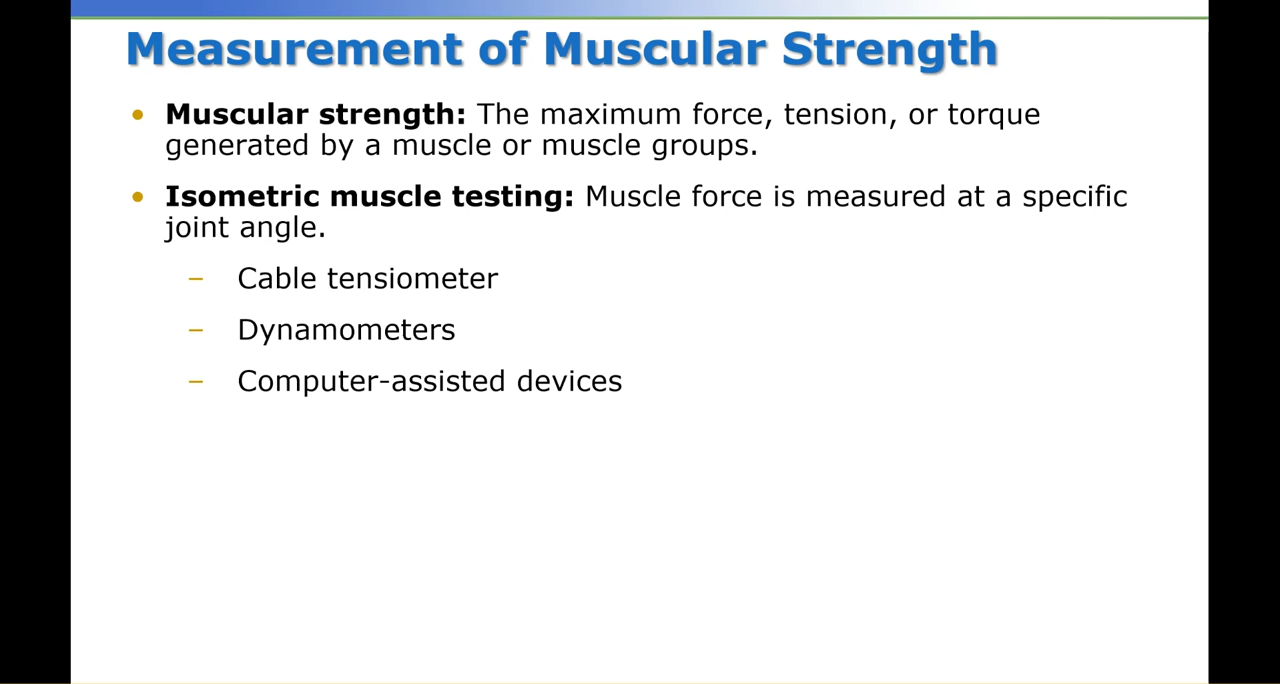 Measurement of Muscular Strength
• Muscular strength: The maximum force, tension, or torque
generated by a muscle or muscle groups.
• Isometric muscle testing: Muscle force is measured at a specific
joint angle.
– Cable tensiometer
– Dynamometers
– Computer-assisted devices